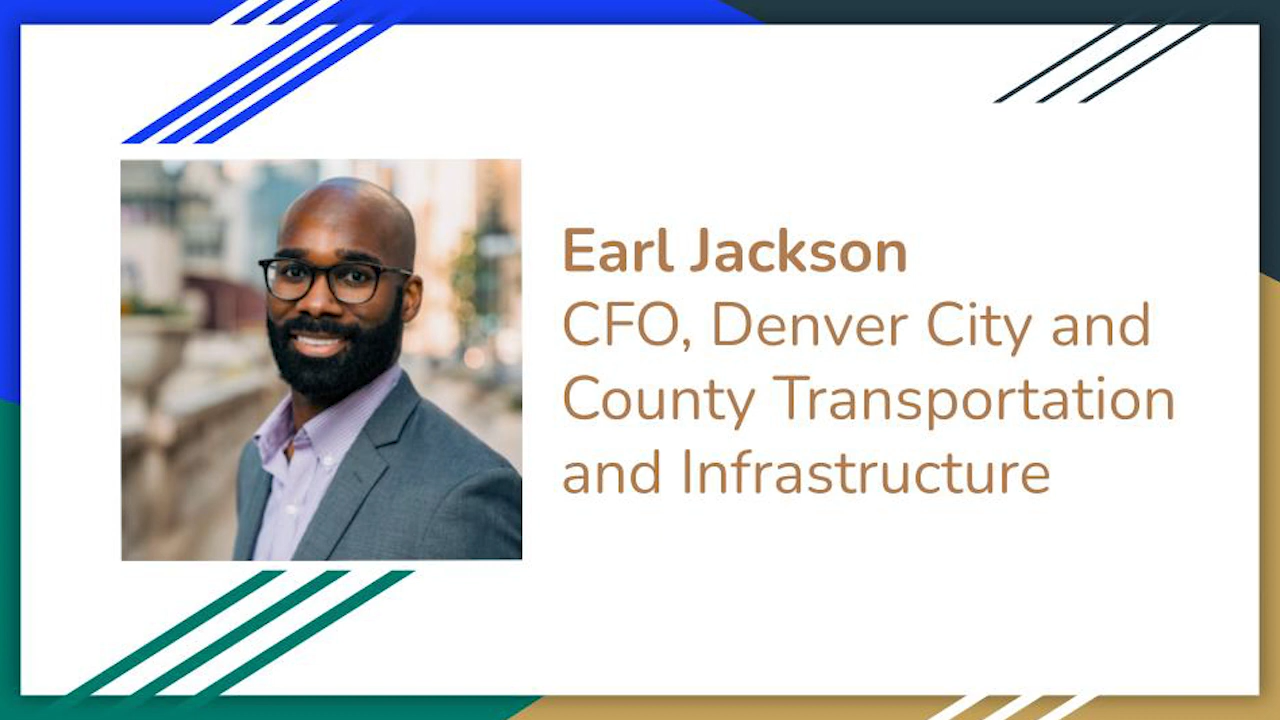 Earl Jackson
CFO, Denver City and
County Transportation
and Infrastructure